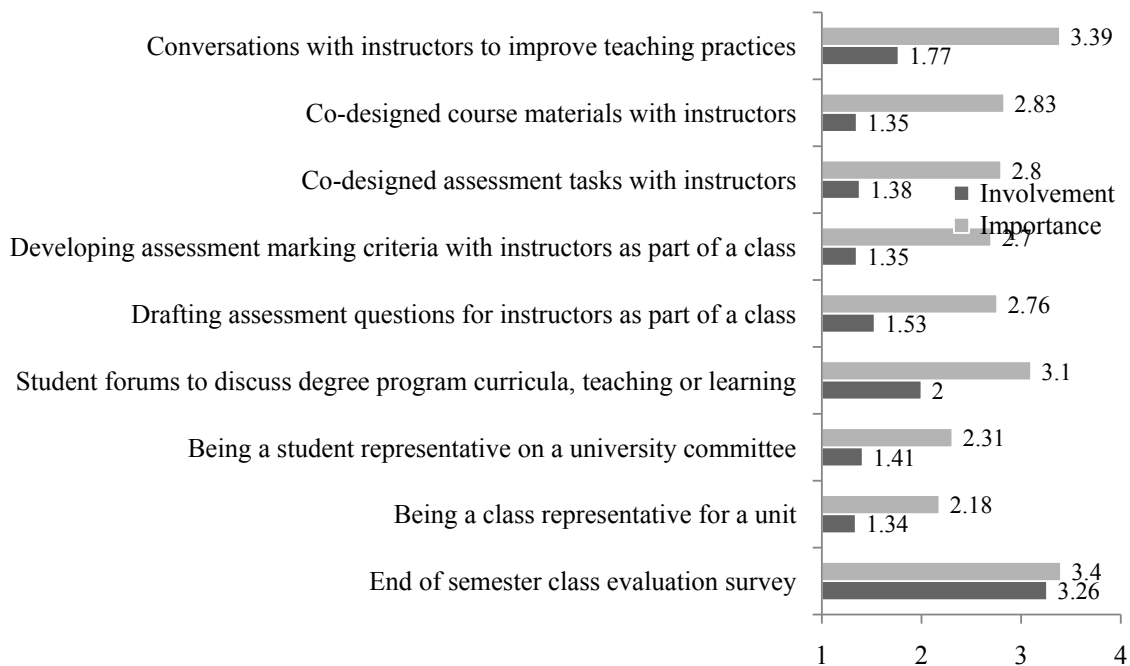 Conversations with instructors to improve teaching practices
3.39
1.77
Co-designed course materials with instructors
2.83
1.35
Co-designed assessment tasks with instructors
2.8
1.38
Involvement
Importance
Developing assessment marking criteria with instructors as part of a class
2.7
1.35
Drafting assessment questions for instructors as part of a class
2.76
1.53
Student forums to discuss degree program curricula, teaching or learning
3.1
2
Being a student representative on a university committee
2.31
1.41
Being a class representative for a unit
2.18
1.34
End of semester class evaluation survey
3.4
3.26
1 2 3 4